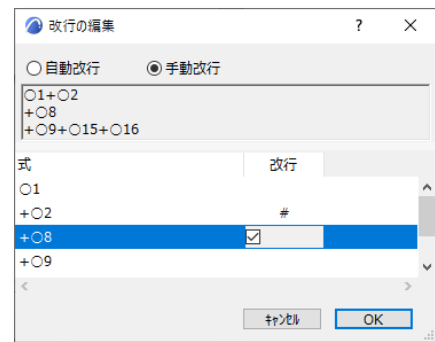 改行の編集 ? ×
○自動改行 ●手動改行
○1+○2
+○8
+○9+○15+○16
式 改行
○1
+○2 #
+○8
+○9
ｷｬﾝｾﾙ OK